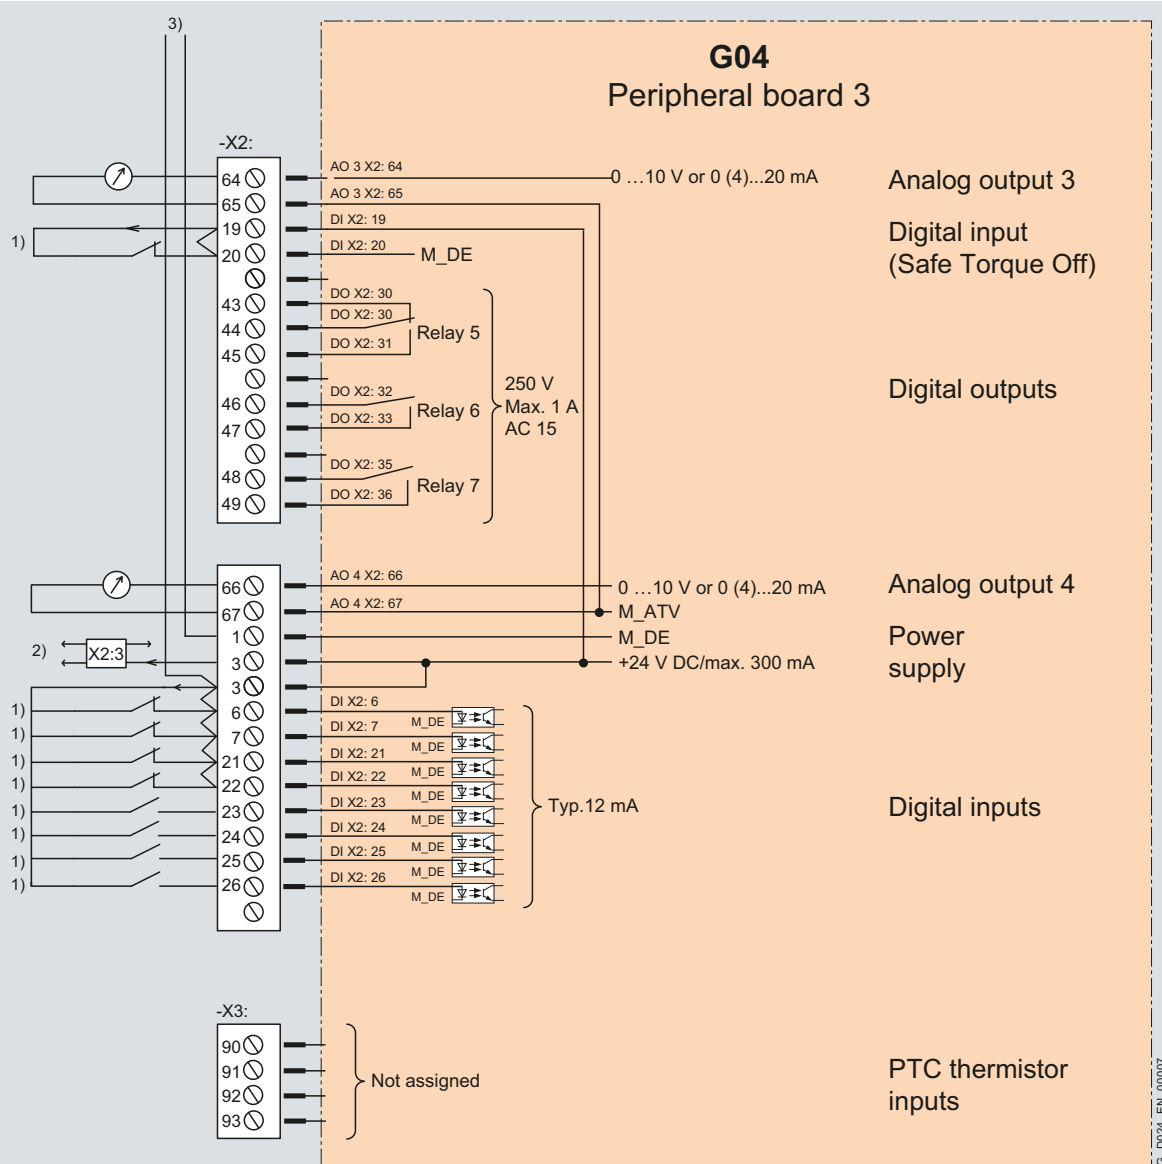 3)
G04
Peripheral board 3
-X2:
64 AO 3 X2: 64 0 ...10 V or 0 (4)...20 mA Analog output 3
65 AO 3 X2: 65
1) 19 DI X2: 19 Digital input
20 DI X2: 20 M_DE (Safe Torque Off)
43 DO X2: 30
44 DO X2: 30 Relay 5
45 DO X2: 31
250 V
Max. 1 A
AC 15
Digital outputs
46 DO X2: 32 Relay 6
47 DO X2: 33
48 DO X2: 35 Relay 7
49 DO X2: 36
66 AO 4 X2: 66 0 ...10 V or 0 (4)...20 mA Analog output 4
67 AO 4 X2: 67 M_ATV
1 M_DE Power
supply
2) X2:3 3 +24 V DC/max. 300 mA
3
1) 6 DI X2: 6 M_DE
1) 7 DI X2: 7 M_DE
1) 21 DI X2: 21 M_DE
1) 22 DI X2: 22 M_DE
1) 23 DI X2: 23 M_DE
Typ.12 mA Digital inputs
1) 24 DI X2: 24 M_DE
1) 25 DI X2: 25 M_DE
1) 26 DI X2: 26 M_DE
-X3:
90
91
92
93
Not assigned
PTC thermistor
inputs
G_D024_EN_00007